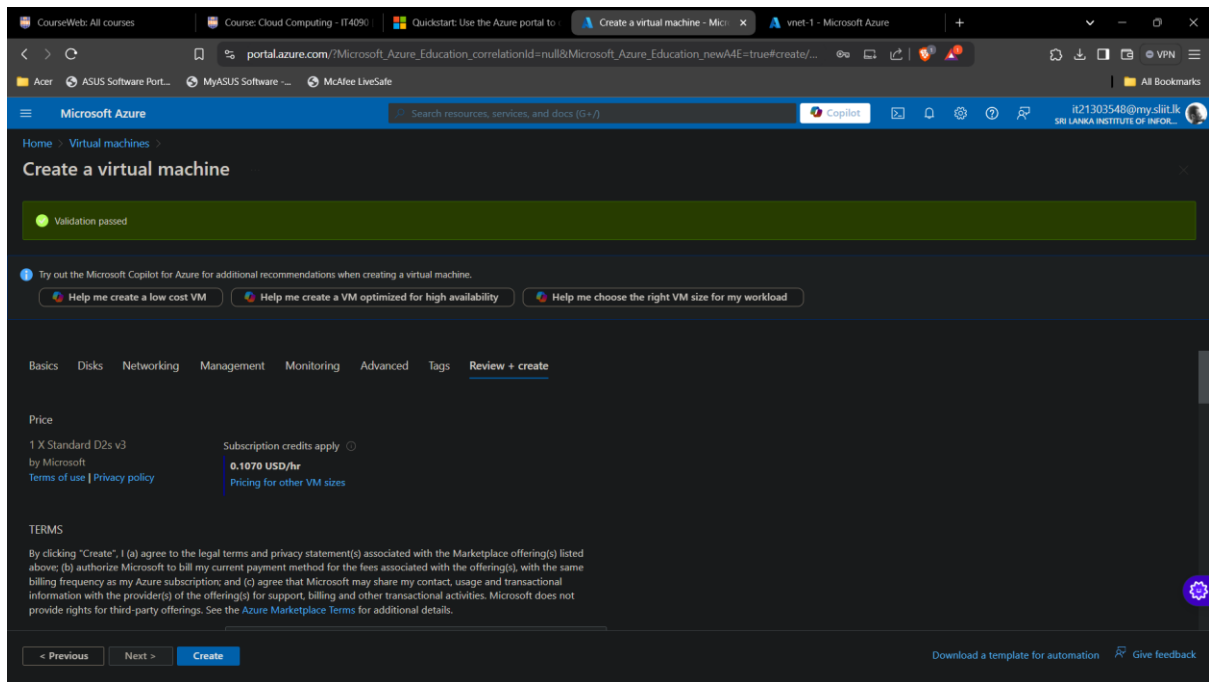 CourseWeb: All courses
Course: Cloud Computing - IT4090
Quickstart: Use the Azure portal to
Create a virtual machine - Micr
vnet-1 - Microsoft Azure
portal.azure.com/?Microsoft_Azure_Education_correlationId=null&Microsoft_Azure_Education_newA4E=true#create/...
VPN
Acer
ASUS Software Port...
MyASUS Software -...
McAfee LiveSafe
All Bookmarks
Microsoft Azure
Search resources, services, and docs (G+/)
Copilot
it21303548@my.sliit.lk
SRI LANKA INSTITUTE OF INFOR...
Home > Virtual machines >
Create a virtual machine
Validation passed
Try out the Microsoft Copilot for Azure for additional recommendations when creating a virtual machine.
Help me create a low cost VM
Help me create a VM optimized for high availability
Help me choose the right VM size for my workload
Basics Disks Networking Management Monitoring Advanced Tags Review + create
Price
1 X Standard D2s v3
by Microsoft
Terms of use | Privacy policy
Subscription credits apply
0.1070 USD/hr
Pricing for other VM sizes
TERMS
By clicking "Create", I (a) agree to the legal terms and privacy statement(s) associated with the Marketplace offering(s) listed
above; (b) authorize Microsoft to bill my current payment method for the fees associated with the offering(s), with the same
billing frequency as my Azure subscription; and (c) agree that Microsoft may share my contact, usage and transactional
information with the provider(s) of the offering(s) for support, billing and other transactional activities. Microsoft does not
provide rights for third-party offerings. See the Azure Marketplace Terms for additional details.
< Previous
Next >
Create
Download a template for automation
Give feedback